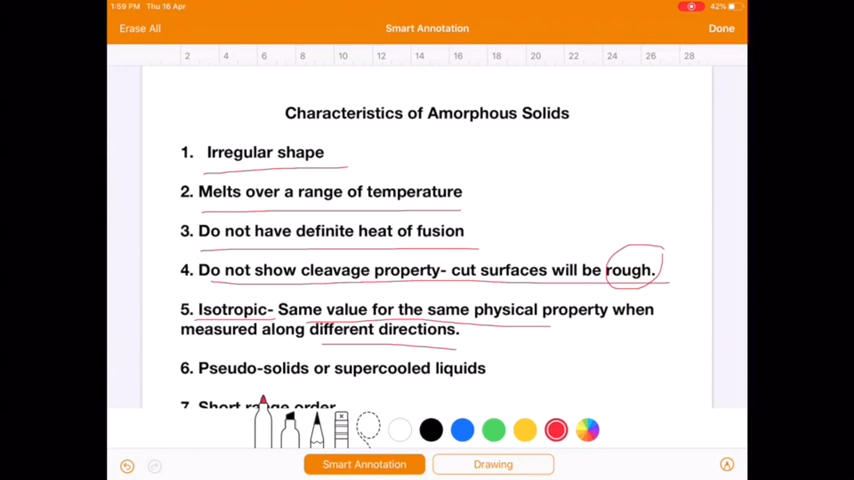 1:59 PM Thu 16 Apr 42%
Erase All Smart Annotation Done
2 4 6 8 10 12 14 16 18 20 22 24 26 28
Characteristics of Amorphous Solids
1. Irregular shape
2. Melts over a range of temperature
3. Do not have definite heat of fusion
4. Do not show cleavage property- cut surfaces will be rough.
5. Isotropic- Same value for the same physical property when
measured along different directions.
6. Pseudo-solids or supercooled liquids
7. Short range order
Smart Annotation Drawing